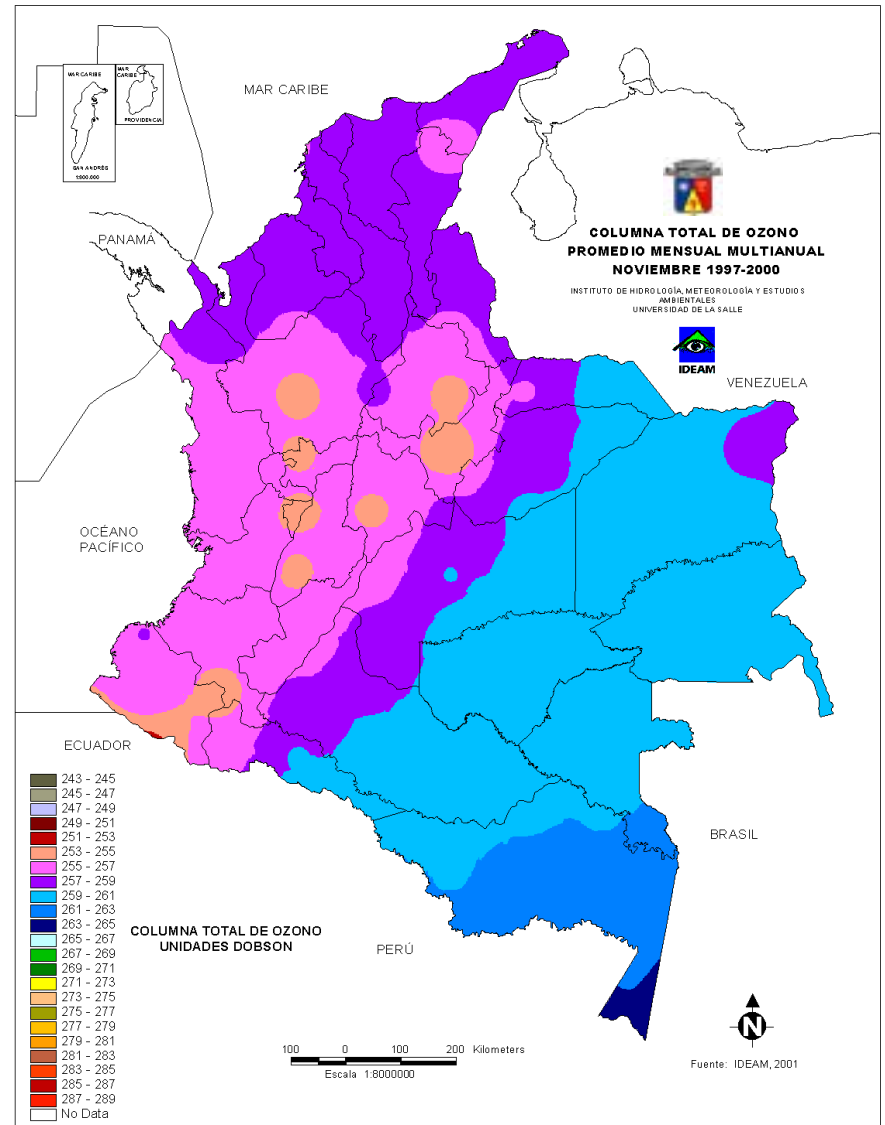 MAR CARIBE
MAR
CARIBE
PROVIDENCIA
SAN ANDRÉS
1:900.000
MAR CARIBE
PANAMÁ
COLUMNA TOTAL DE OZONO
PROMEDIO MENSUAL MULTIANUAL
NOVIEMBRE 1997-2000
INSTITUTO DE HIDROLOGÍA, METEOROLOGÍA Y ESTUDIOS
AMBIENTALES
UNIVERSIDAD DE LA SALLE
IDEAM
VENEZUELA
OCÉANO
PACÍFICO
ECUADOR
BRASIL
PERÚ
243 - 245
245 - 247
247 - 249
249 - 251
251 - 253
253 - 255
255 - 257
257 - 259
259 - 261
261 - 263
263 - 265
265 - 267
267 - 269
269 - 271
271 - 273
273 - 275
275 - 277
277 - 279
279 - 281
281 - 283
283 - 285
285 - 287
287 - 289
No Data
COLUMNA TOTAL DE OZONO
UNIDADES DOBSON
100 0 100 200 Kilometers
Escala 1:8000000
N
Fuente: IDEAM, 2001